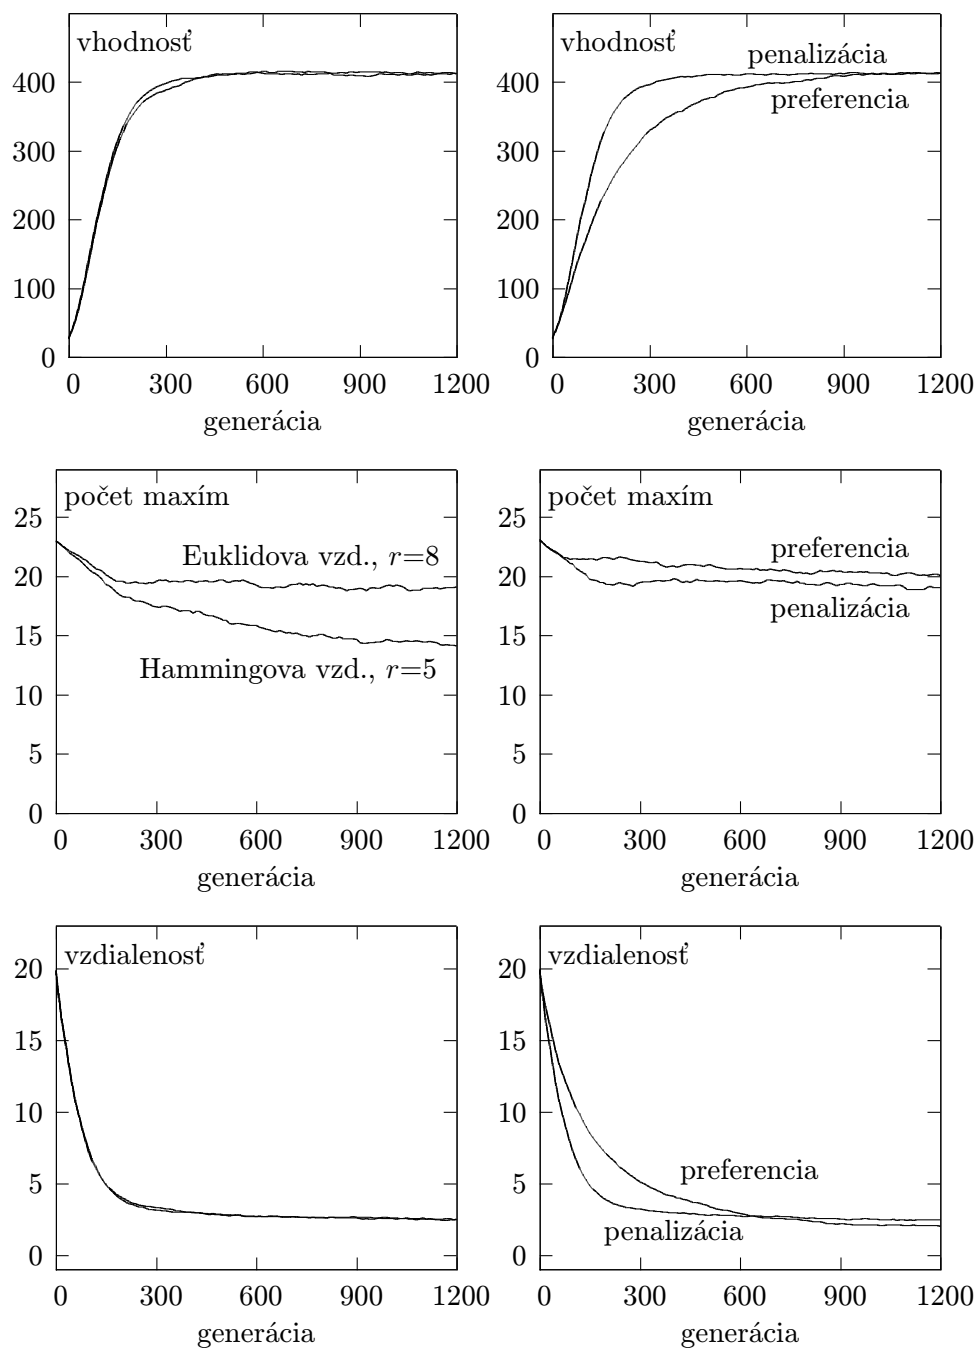 vhodnosť
400
300
200
100
0
0 300 600 900 1200
generácia
vhodnosť
penalizácia
preferencia
400
300
200
100
0
0 300 600 900 1200
generácia
počet maxím
25
20
15
10
5
0
Euklidova vzd., r=8
Hammingova vzd., r=5
0 300 600 900 1200
generácia
počet maxím
25
20
15
10
5
0
preferencia
penalizácia
0 300 600 900 1200
generácia
vzdialenosť
20
15
10
5
0
0 300 600 900 1200
generácia
vzdialenosť
20
15
10
5
0
preferencia
penalizácia
0 300 600 900 1200
generácia